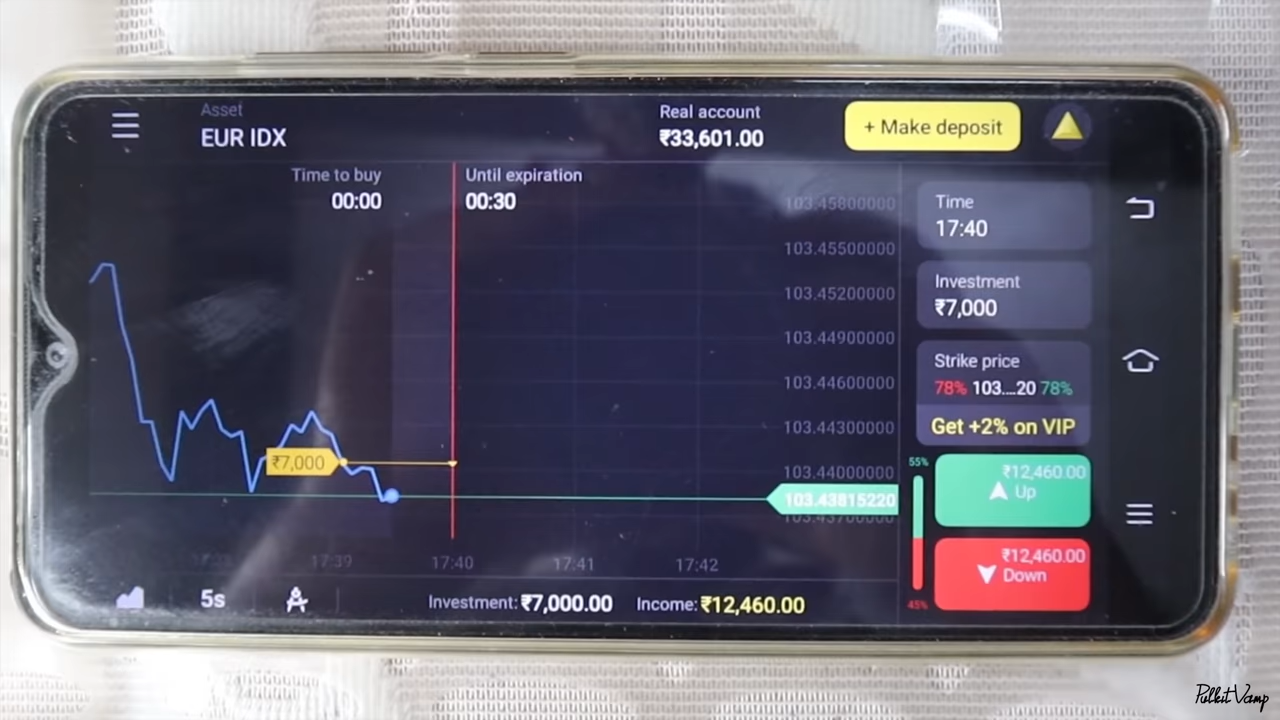 Asset
EUR IDX
Real account
₹33,601.00
+ Make deposit
Time to buy
00:00
Until expiration
00:30
103.45800000
103.45500000
103.45200000
103.44900000
103.44600000
103.44300000
103.44000000
103.43815220
103.43700000
₹7,000
Time
17:40
Investment
₹7,000
Strike price
78% 103....20 78%
Get +2% on VIP
55%
₹12,460.00
Up
₹12,460.00
Down
45%
17:39
17:40
17:41
17:42
5s
Investment: ₹7,000.00
Income: ₹12,460.00
Pulkit Vamp